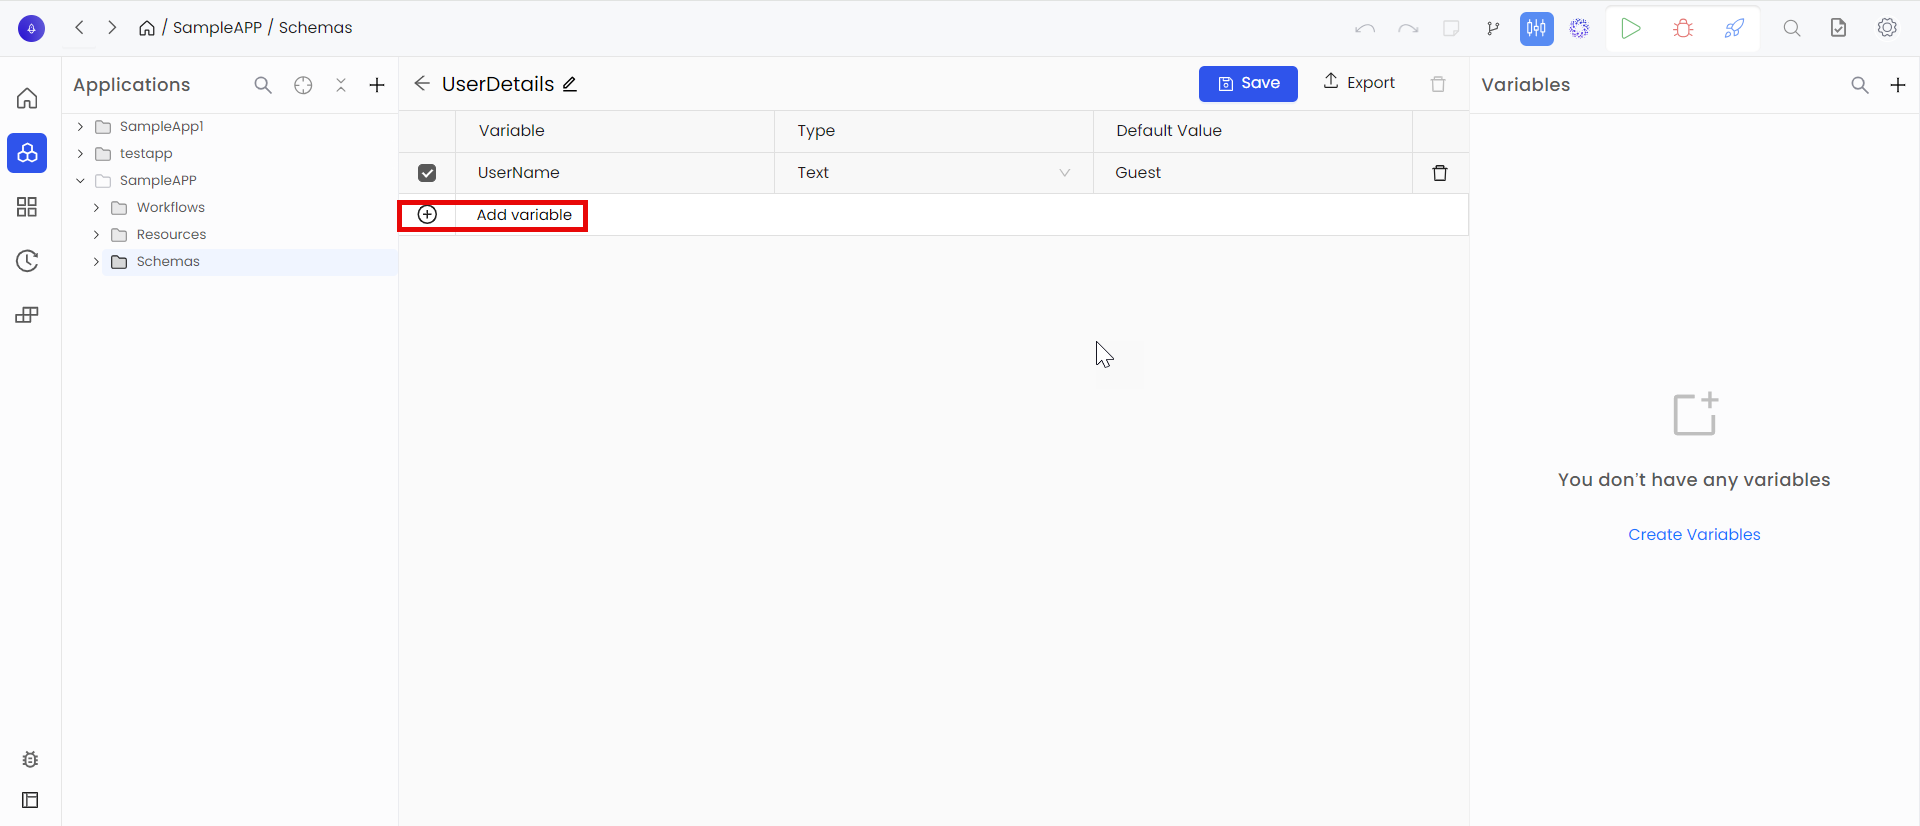 / SampleAPP / Schemas
Applications
UserDetails
Save
Export
Variables
SampleApp1
testapp
SampleAPP
Workflows
Resources
Schemas
Variable
Type
Default Value
UserName
Text
Guest
Add variable
You don't have any variables
Create Variables